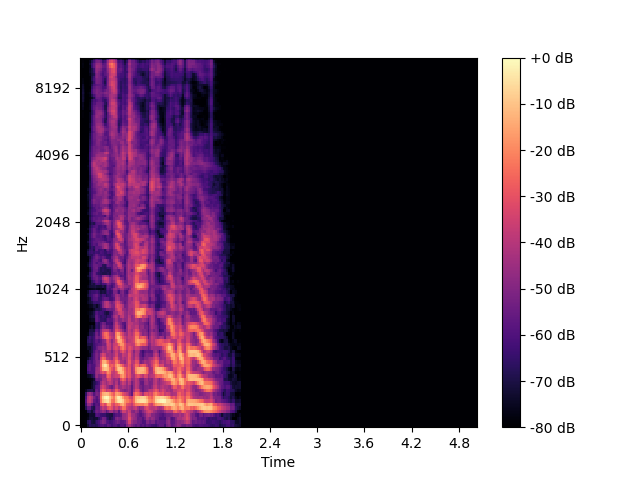 8192
4096
2048
1024
512
0
Hz
0 0.6 1.2 1.8 2.4 3 3.6 4.2 4.8
Time
+0 dB
-10 dB
-20 dB
-30 dB
-40 dB
-50 dB
-60 dB
-70 dB
-80 dB